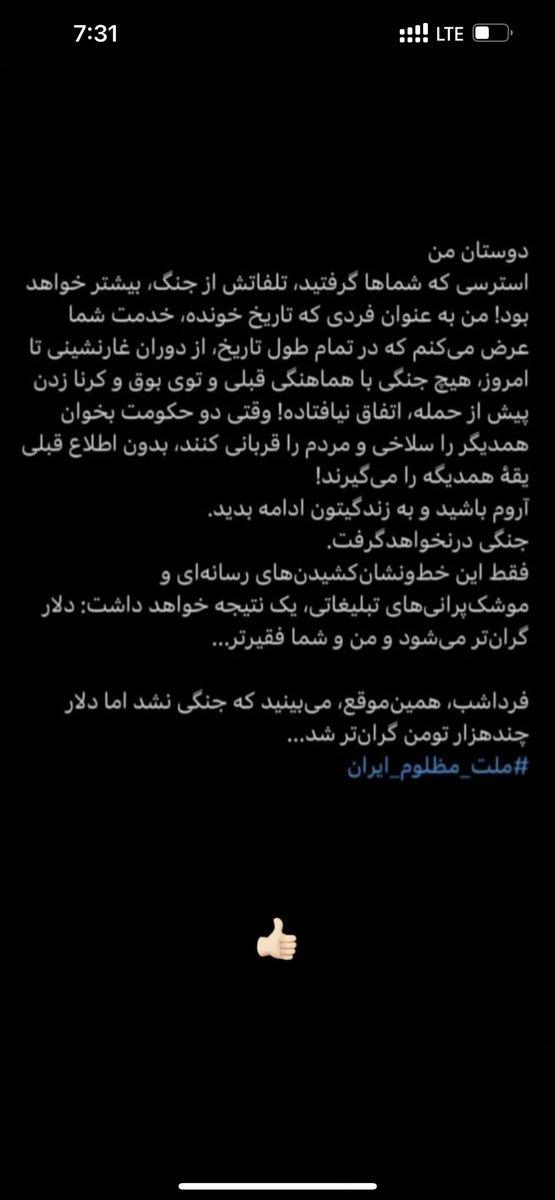 7:31
LTE
دوستان من
استرسی که شماها گرفتید، تلفاتش از جنگ، بیشتر خواهد
بود! من به عنوان فردی که تاریخ خونده، خدمت شما
عرض می‌کنم که در تمام طول تاریخ، از دوران غارنشینی تا
امروز، هیچ جنگی با هماهنگی قبلی و توی بوق و کرنا زدن
پیش از حمله، اتفاق نیافتاده! وقتی دو حکومت بخوان
همدیگر را سلاخی و مردم را قربانی کنند، بدون اطلاع قبلی
یقهٔ همدیگه را می‌گیرند!
آروم باشید و به زندگیتون ادامه بدید.
جنگی درنخواهدگرفت.
فقط این خط‌ونشان‌کشیدن‌های رسانه‌ای و
موشک‌پرانی‌های تبلیغاتی، یک نتیجه خواهد داشت: دلار
گران‌تر می‌شود و من و شما فقیرتر...
فرداشب، همین‌موقع، می‌بینید که جنگی نشد اما دلار
چندهزار تومن گران‌تر شد...
#ملت_مظلوم_ایران